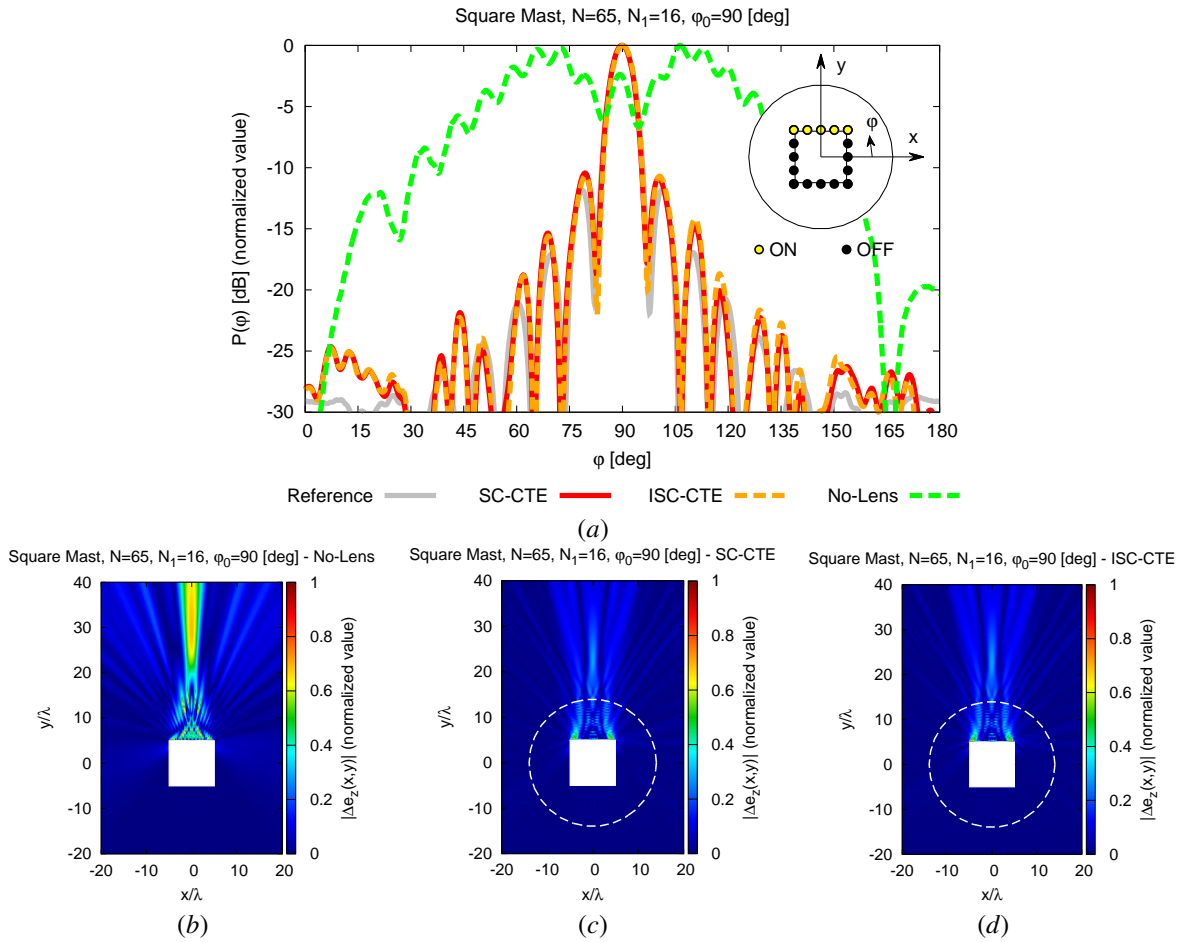 Square Mast, N=65, N₁=16, φ₀=90 [deg]
P(φ) [dB] (normalized value)
0
-5
-10
-15
-20
-25
-30
0 15 30 45 60 75 90 105 120 135 150 165 180
φ [deg]
y
x
φ
ON OFF
Reference SC-CTE ISC-CTE No-Lens
(a)
Square Mast, N=65, N₁=16, φ₀=90 [deg] - No-Lens
y/λ
40
30
20
10
0
-10
-20
-20 -10 0 10 20
x/λ
1
0.8
0.6
0.4
0.2
0
|Δe_z(x,y)| (normalized value)
(b)
Square Mast, N=65, N₁=16, φ₀=90 [deg] - SC-CTE
y/λ
40
30
20
10
0
-10
-20
-20 -10 0 10 20
x/λ
1
0.8
0.6
0.4
0.2
0
|Δe_z(x,y)| (normalized value)
(c)
Square Mast, N=65, N₁=16, φ₀=90 [deg] - ISC-CTE
y/λ
40
30
20
10
0
-10
-20
-20 -10 0 10 20
x/λ
1
0.8
0.6
0.4
0.2
0
|Δe_z(x,y)| (normalized value)
(d)